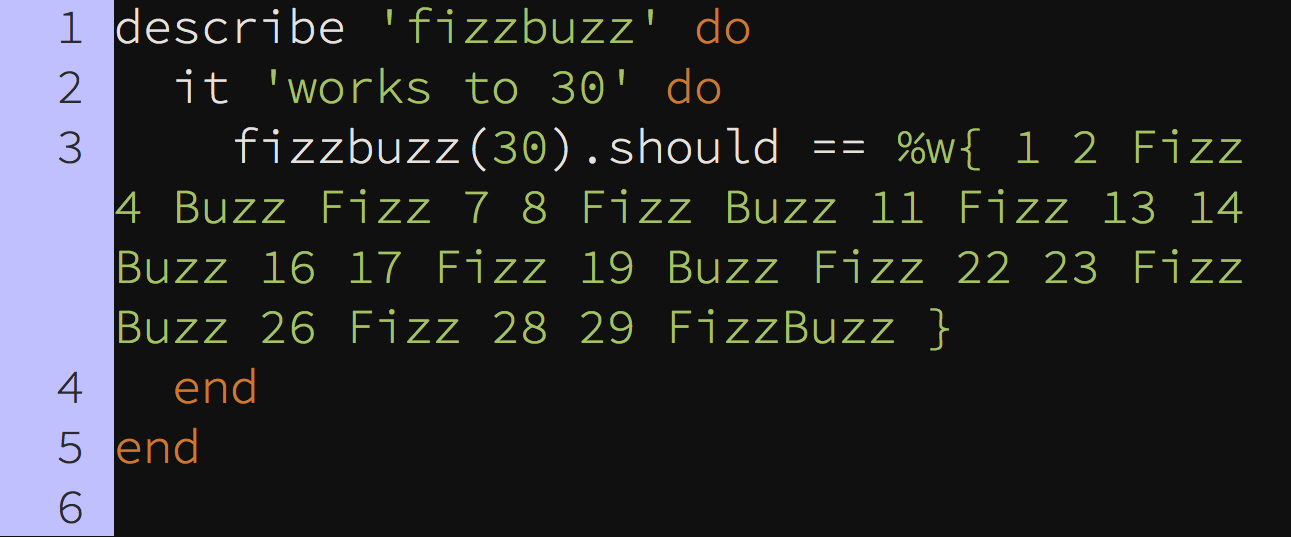 1 describe 'fizzbuzz' do
2   it 'works to 30' do
3     fizzbuzz(30).should == %w{ 1 2 Fizz
4 Buzz Fizz 7 8 Fizz Buzz 11 Fizz 13 14
Buzz 16 17 Fizz 19 Buzz Fizz 22 23 Fizz
Buzz 26 Fizz 28 29 FizzBuzz }
4   end
5 end
6